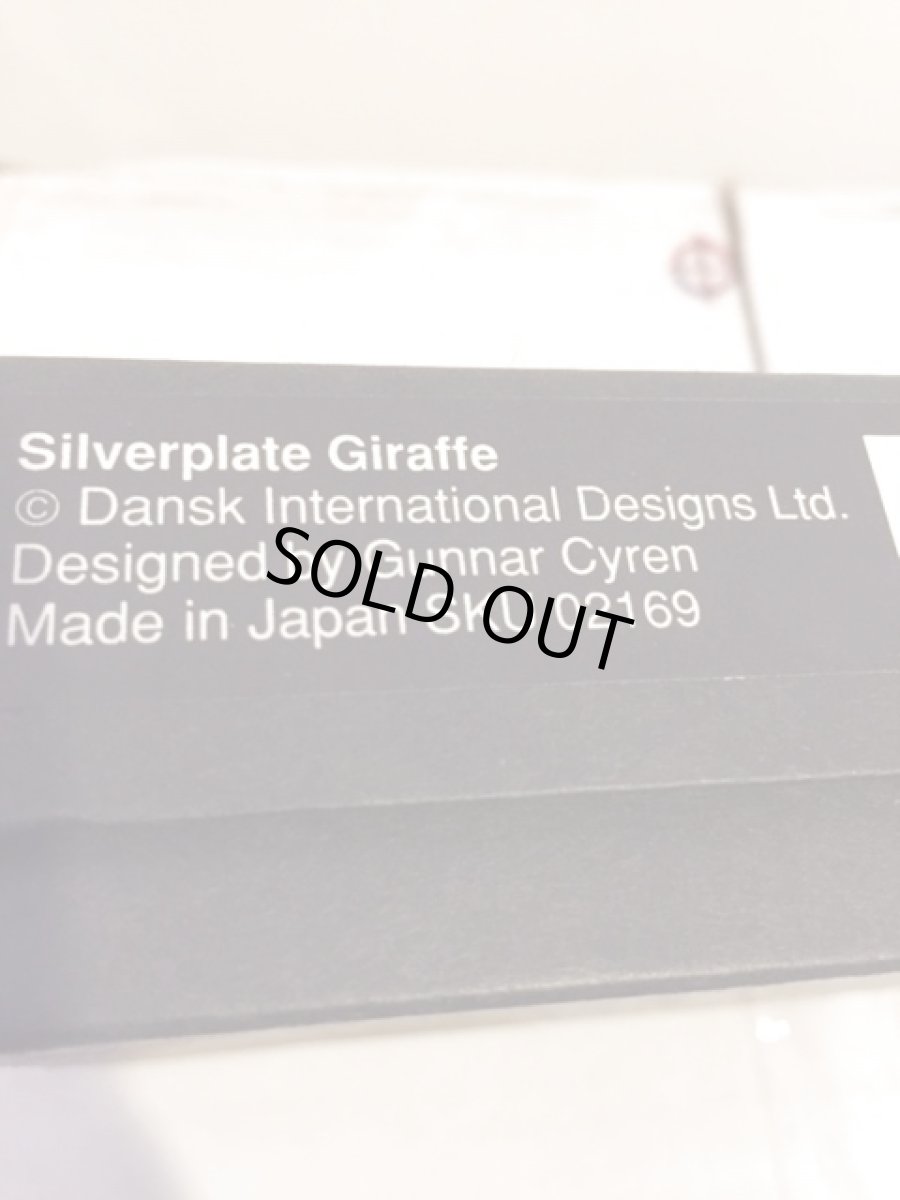 Silverplate Giraffe
© Dansk International Designs Ltd.
Designed by Gunnar Cyren
Made in Japan SKU 02169
SOLD OUT